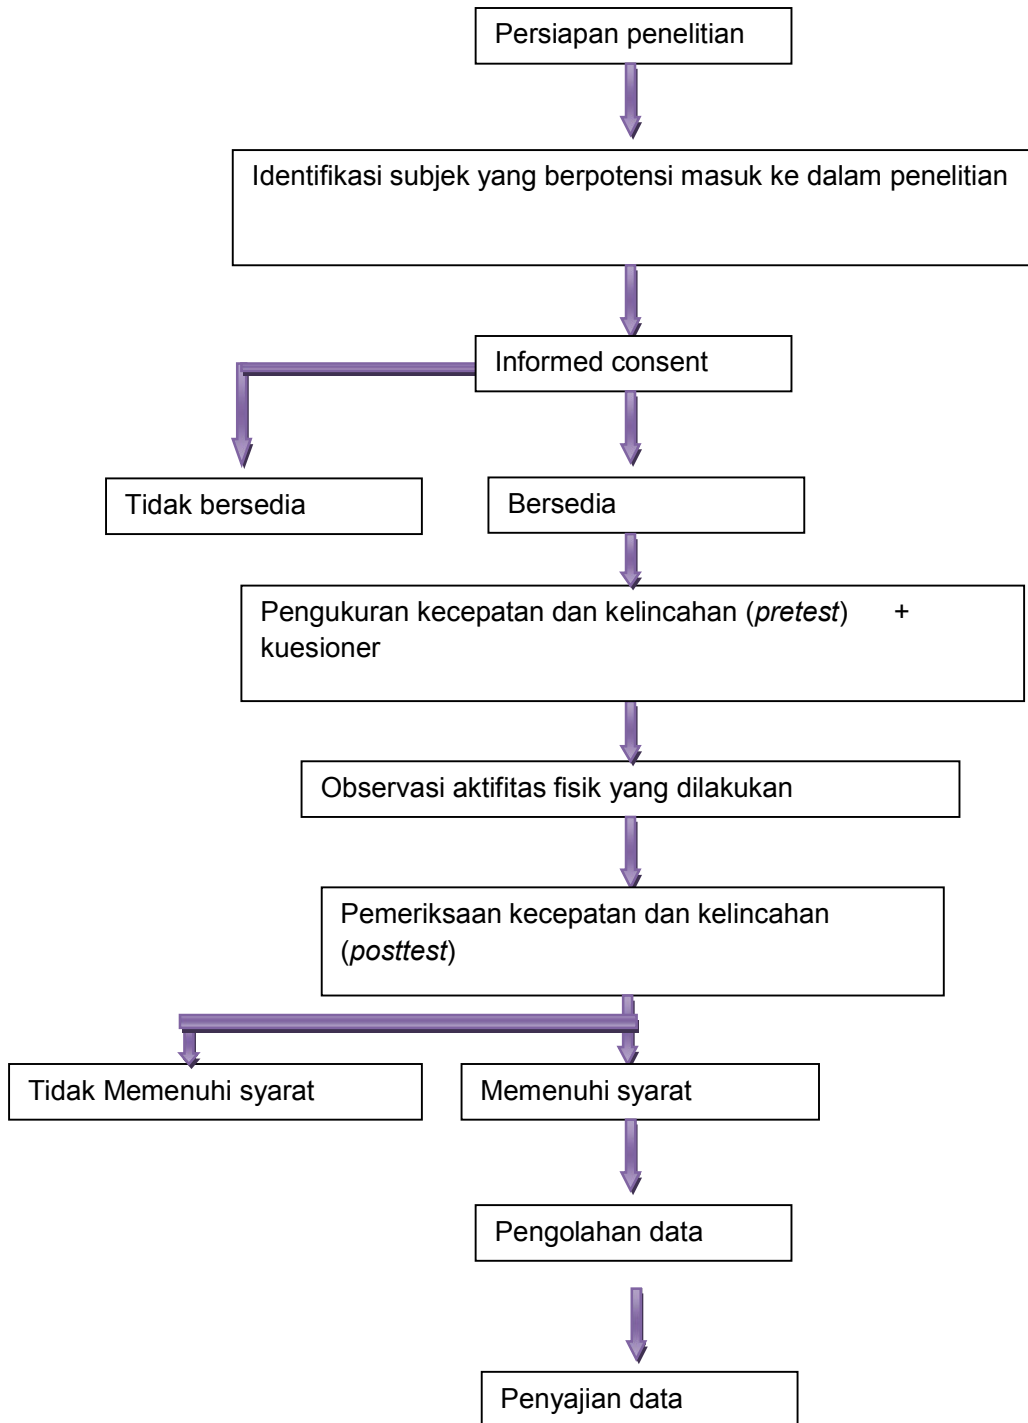 Persiapan penelitian
Identifikasi subjek yang berpotensi masuk ke dalam penelitian
Informed consent
Tidak bersedia
Bersedia
Pengukuran kecepatan dan kelincahan (pretest) +
kuesioner
Observasi aktifitas fisik yang dilakukan
Pemeriksaan kecepatan dan kelincahan
(posttest)
Tidak Memenuhi syarat
Memenuhi syarat
Pengolahan data
Penyajian data